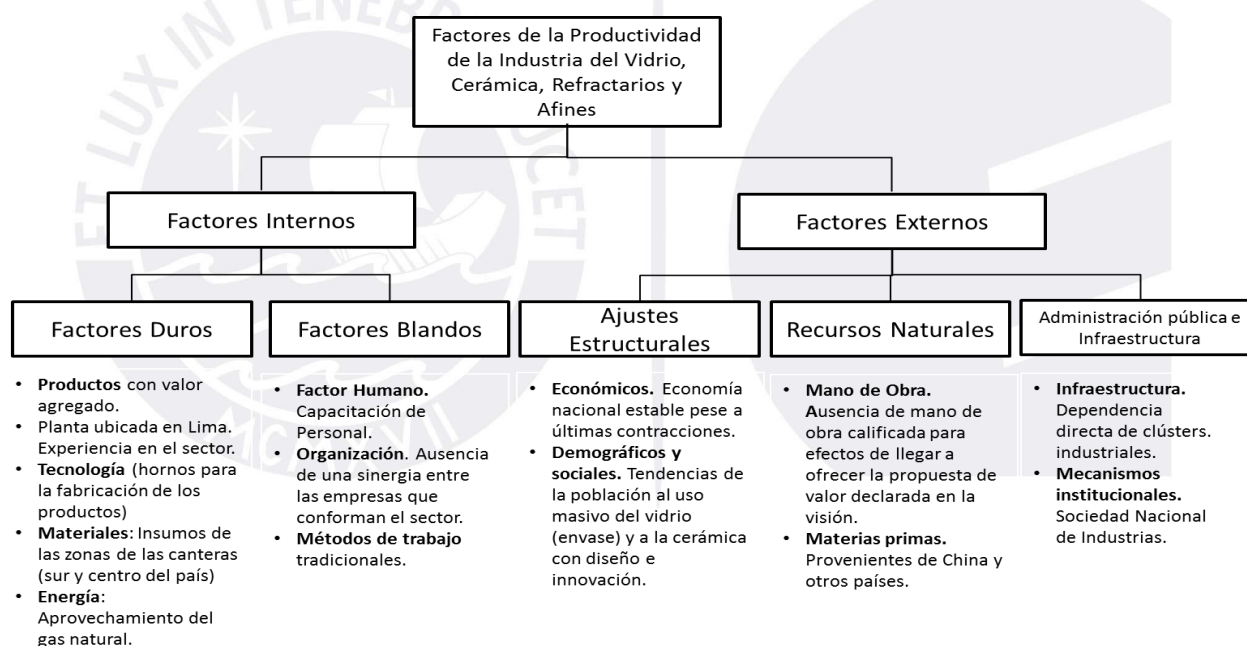 Factores de la Productividad
de la Industria del Vidrio,
Cerámica, Refractarios y
Afines
Factores Internos
Factores Externos
Factores Duros
Factores Blandos
Ajustes
Estructurales
Recursos Naturales
Administración pública e
Infraestructura
• Productos con valor
agregado.
• Planta ubicada en Lima.
Experiencia en el sector.
• Tecnología (hornos para
la fabricación de los
productos)
• Materiales: Insumos de
las zonas de las canteras
(sur y centro del país)
• Energía:
Aprovechamiento del
gas natural.
• Factor Humano.
Capacitación de
Personal.
• Organización. Ausencia
de una sinergia entre
las empresas que
conforman el sector.
• Métodos de trabajo
tradicionales.
• Económicos. Economía
nacional estable pese a
últimas contracciones.
• Demográficos y
sociales. Tendencias de
la población al uso
masivo del vidrio
(envase) y a la cerámica
con diseño e
innovación.
• Mano de Obra.
Ausencia de mano de
obra calificada para
efectos de llegar a
ofrecer la propuesta de
valor declarada en la
visión.
• Materias primas.
Provenientes de China y
otros países.
• Infraestructura.
Dependencia
directa de clústers.
industriales.
• Mecanismos
institucionales.
Sociedad Nacional
de Industrias.
ET LUX IN